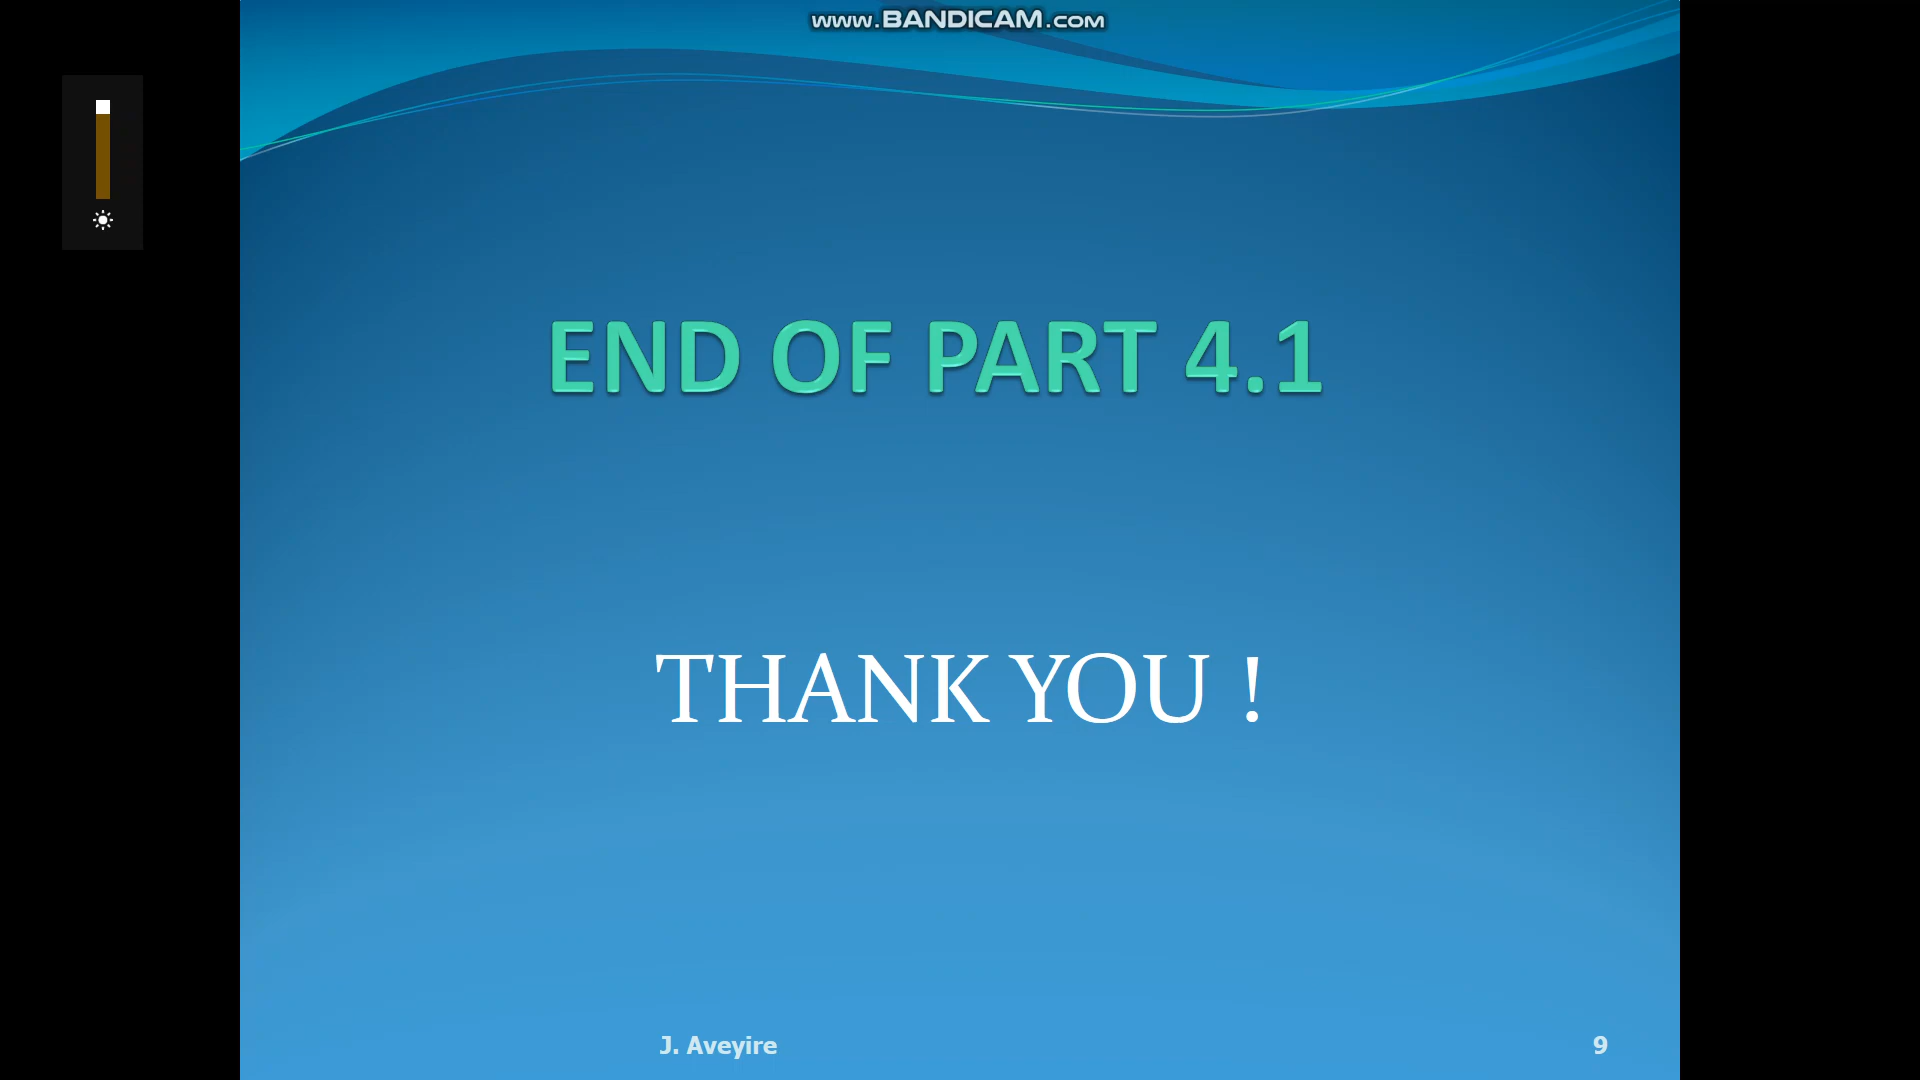 www.BANDICAM.com
END OF PART 4.1
THANK YOU !
J. Aveyire
9